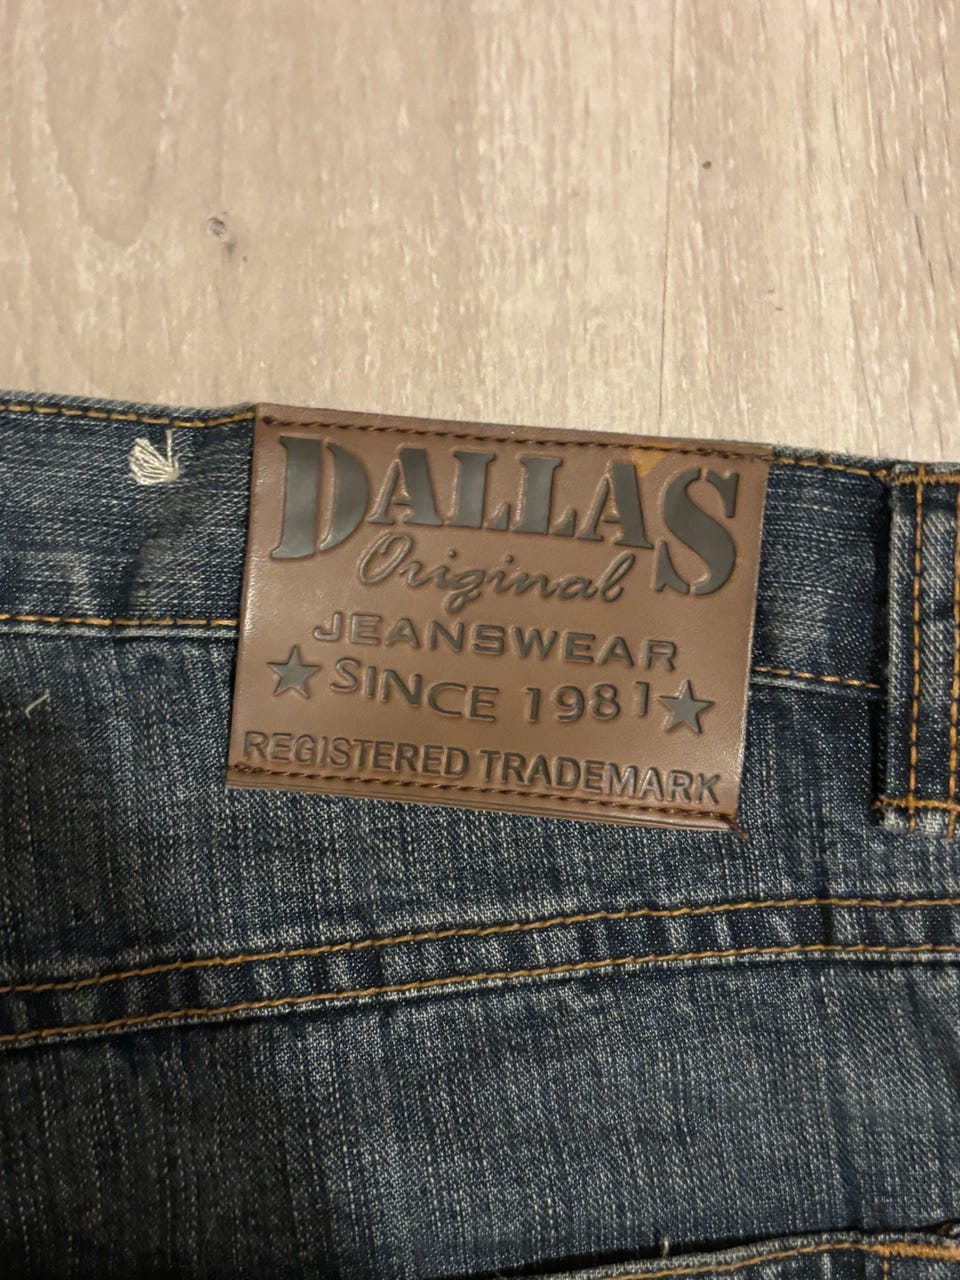 DALLAS
Original
JEANSWEAR
SINCE 1981
REGISTERED TRADEMARK